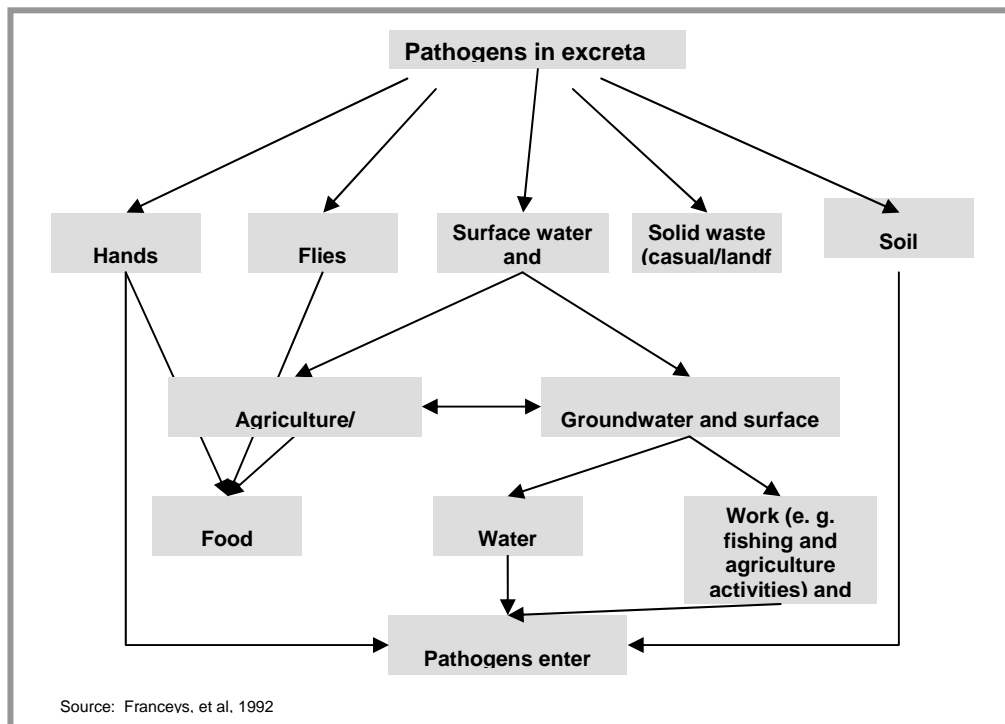 Pathogens in excreta
Hands
Flies
Surface water
and
Solid waste
(casual/landf
Soil
Agriculture/
Groundwater and surface
Food
Water
Work (e. g.
fishing and
agriculture
activities) and
Pathogens enter
Source: Franceys, et al, 1992